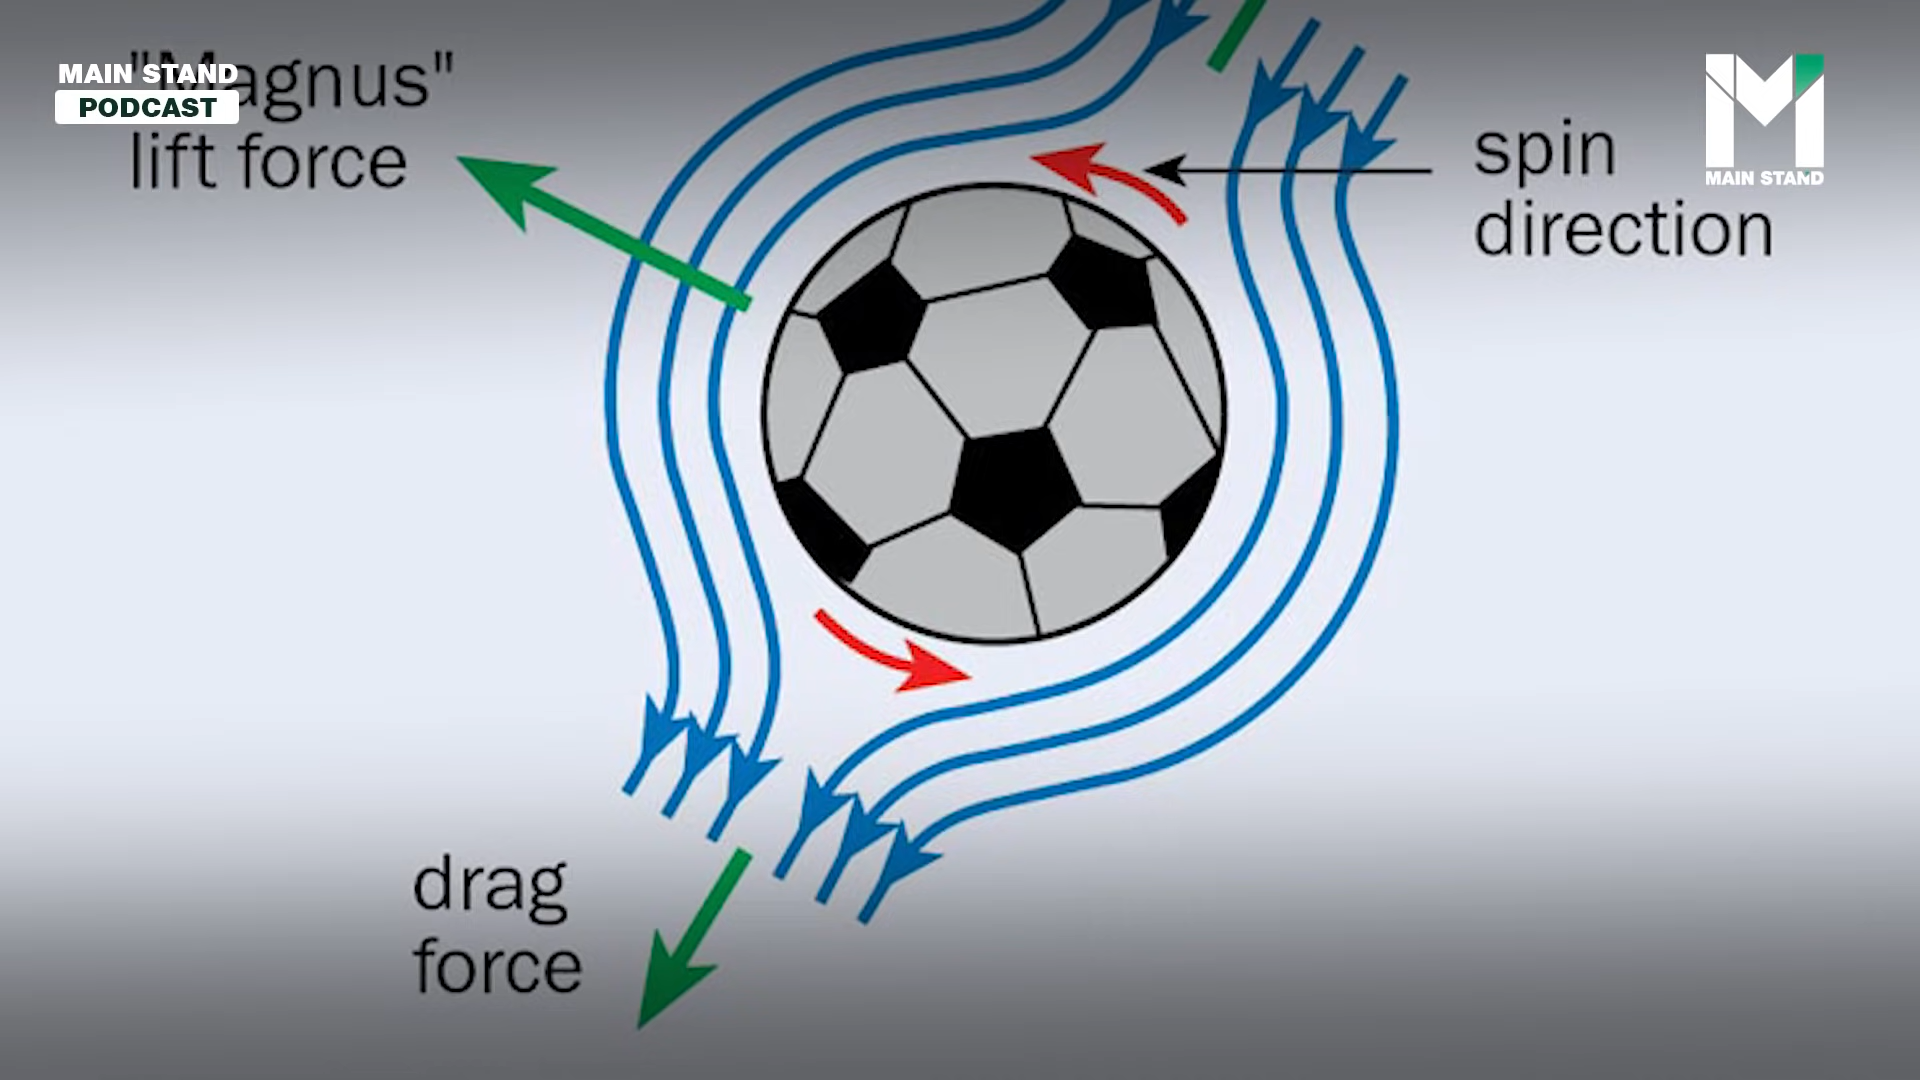 MAIN STAND
PODCAST
"Magnus"
lift force
spin
direction
MAIN STAND
drag
force